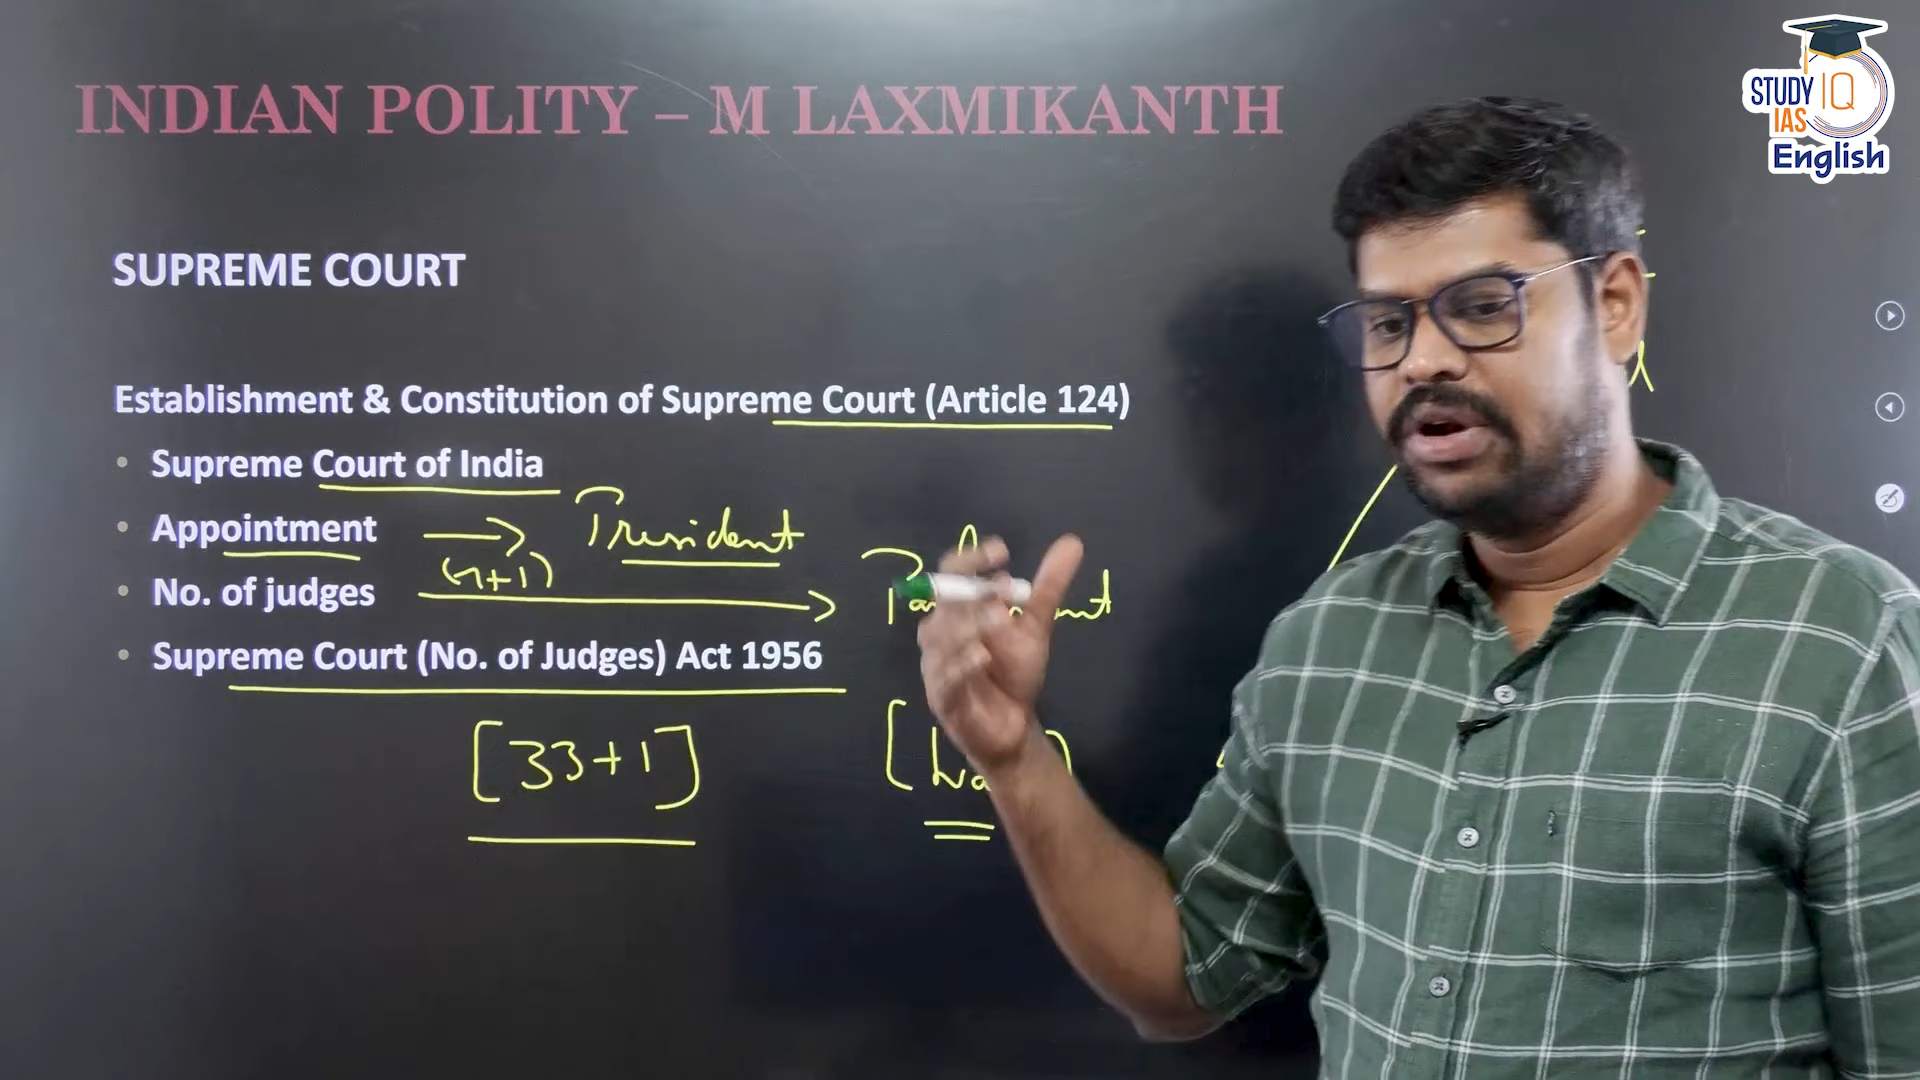 INDIAN POLITY – M LAXMIKANTH
STUDY IQ
IAS
English
SUPREME COURT
Establishment & Constitution of Supreme Court (Article 124)
• Supreme Court of India
• Appointment → President
(n+1)
• No. of judges →
• Supreme Court (No. of Judges) Act 1956
[33+1]